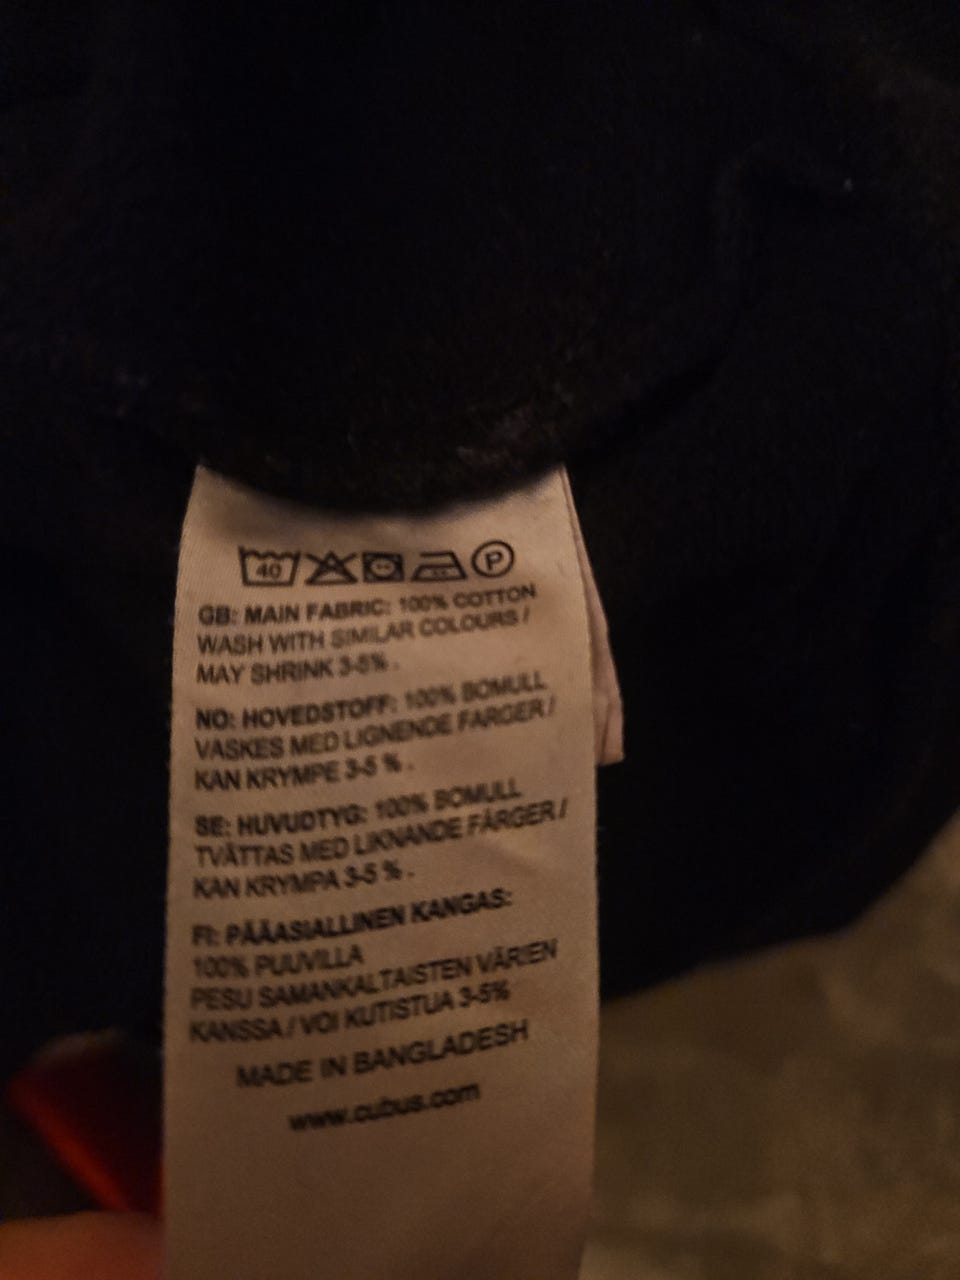 40 P
GB: MAIN FABRIC: 100% COTTON
WASH WITH SIMILAR COLOURS /
MAY SHRINK 3-5% .
NO: HOVEDSTOFF: 100% BOMULL
VASKES MED LIGNENDE FARGER /
KAN KRYMPE 3-5 % .
SE: HUVUDTYG: 100% BOMULL
TVÄTTAS MED LIKNANDE FÄRGER /
KAN KRYMPA 3-5 % .
FI: PÄÄASIALLINEN KANGAS:
100% PUUVILLA
PESU SAMANKALTAISTEN VÄRIEN
KANSSA / VOI KUTISTUA 3-5%
MADE IN BANGLADESH
www.cubus.com